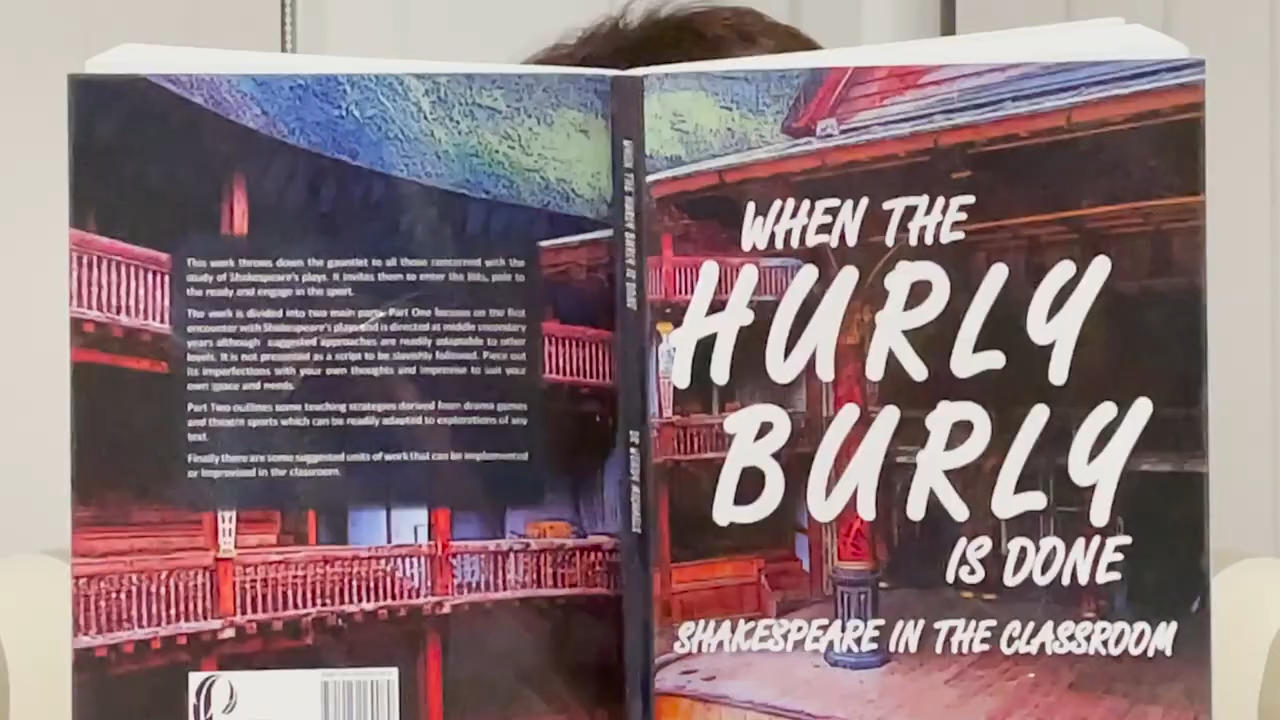 This work throws down the gauntlet to all those concerned with the
study of Shakespeare's plays. It invites them to enter the lists, pole to
the ready and engage in the sport.
The work is divided into two main parts. Part One focuses on the first
encounter with Shakespeare's plays and is directed at middle secondary
years although suggested approaches are readily adaptable to other
levels. It is not presented as a script to be slavishly followed. Piece out
its imperfections with your own thoughts and improvise to suit your
own space and needs.
Part Two outlines some teaching strategies derived from drama games
and theatre sports which can be readily adapted to explorations of any
text.
Finally there are some suggested units of work that can be implemented
or improvised in the classroom.
WHEN THE HURLY BURLY IS DONE
WHEN THE
HURLY
BURLY
IS DONE
SHAKESPEARE IN THE CLASSROOM